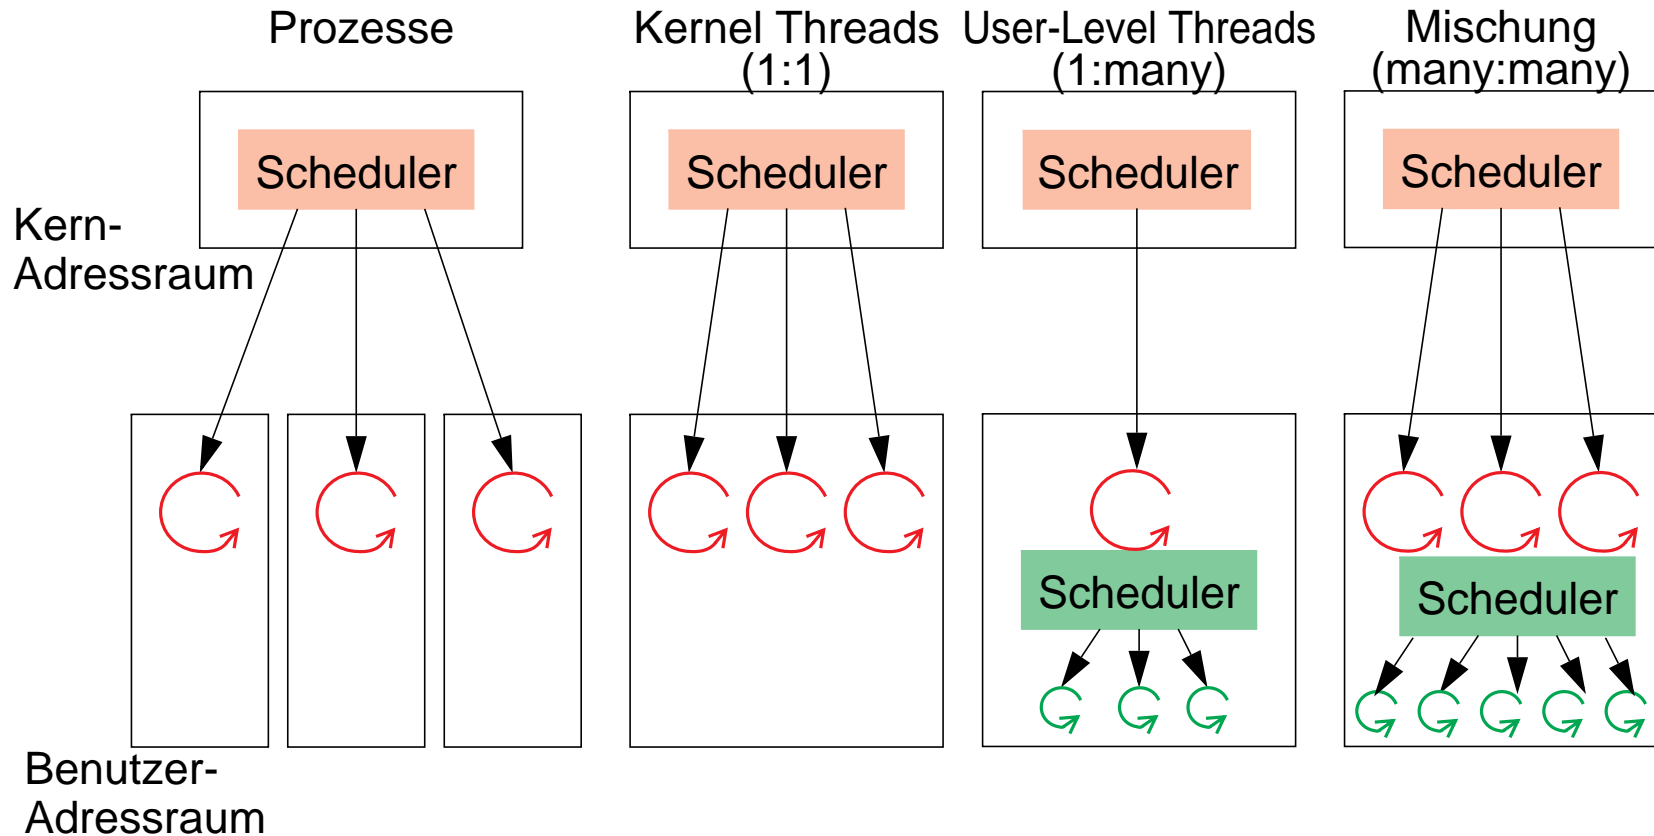 Prozesse
Kernel Threads
(1:1)
User-Level Threads
(1:many)
Mischung
(many:many)
Scheduler
Scheduler
Scheduler
Scheduler
Kern-
Adressraum
Scheduler
Scheduler
Benutzer-
Adressraum